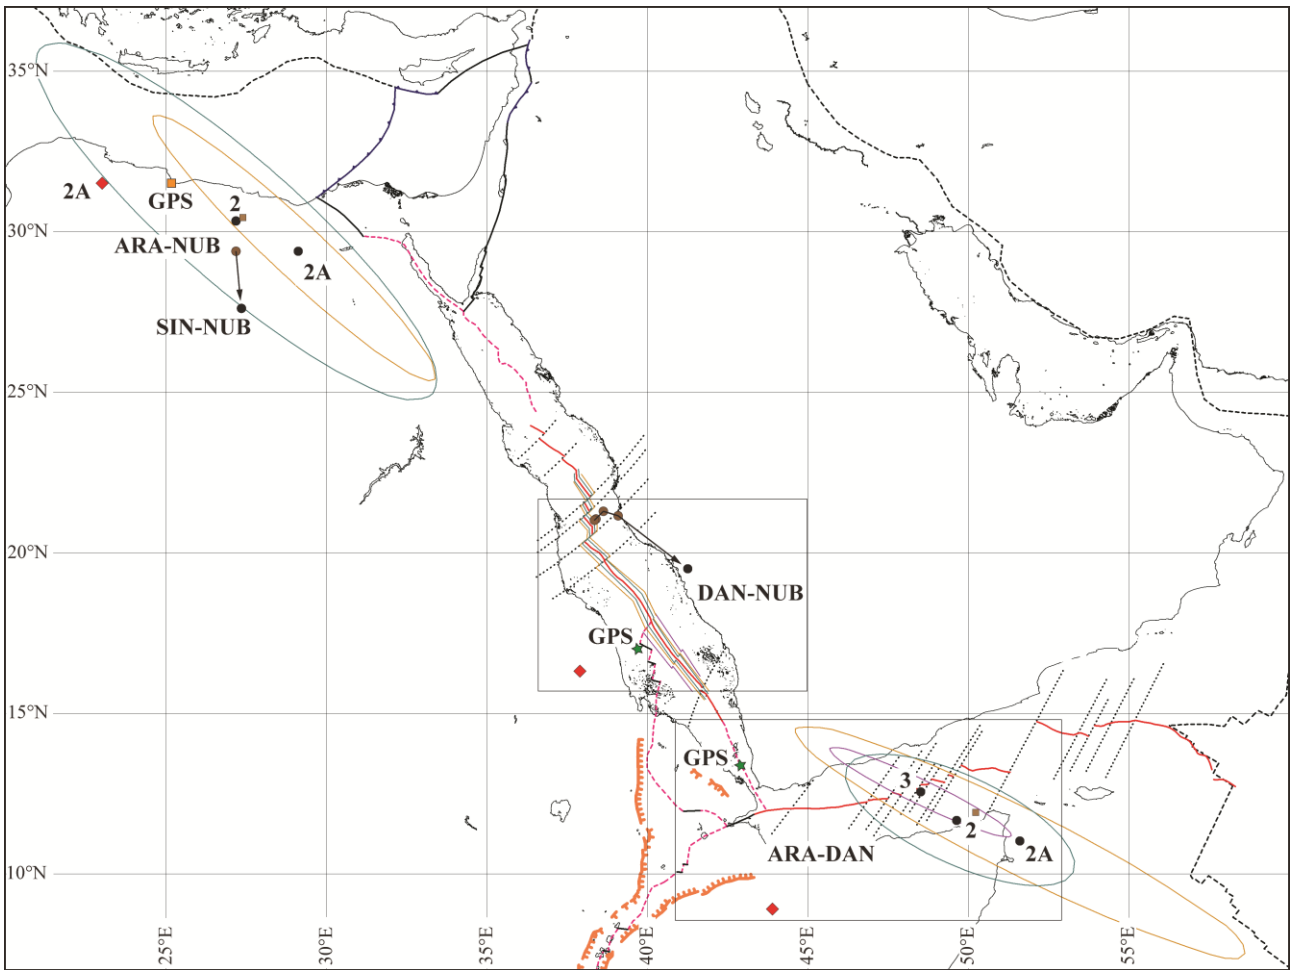 35°N
2A
GPS
2
30°N
ARA-NUB
2A
SIN-NUB
25°N
20°N
DAN-NUB
GPS
15°N
GPS
3
2
2A
ARA-DAN
10°N
25°E
30°E
35°E
40°E
45°E
50°E
55°E